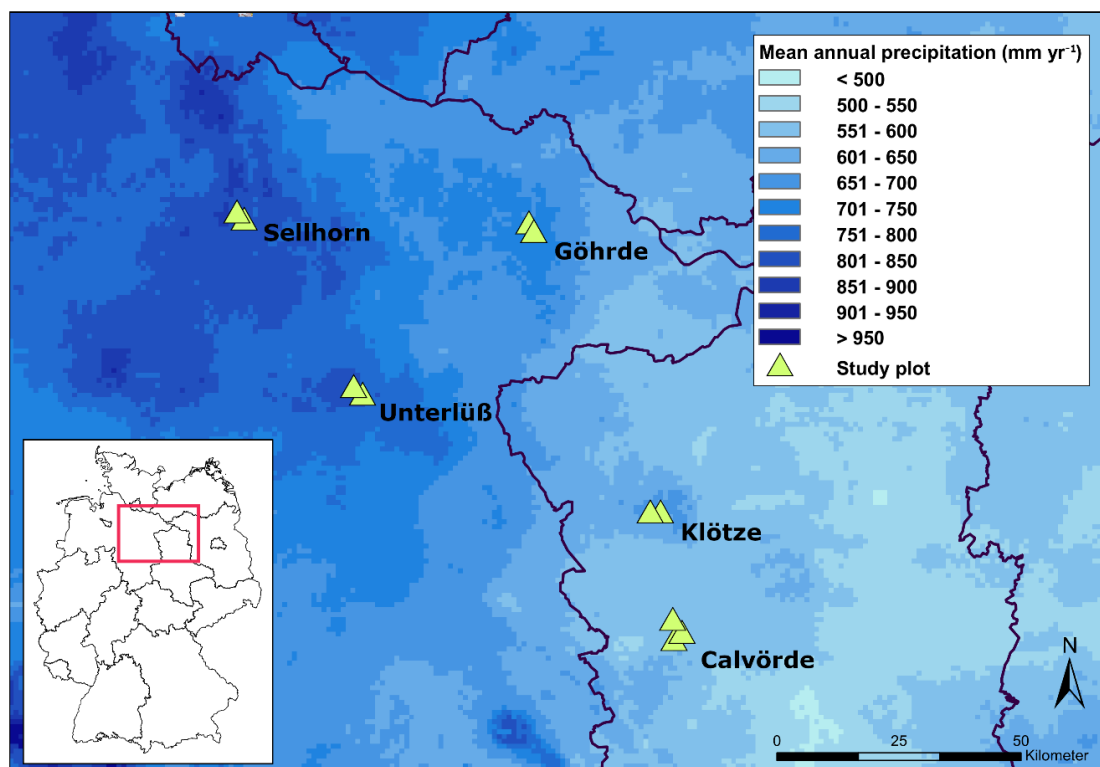 Mean annual precipitation (mm yr⁻¹)
< 500
500 - 550
551 - 600
601 - 650
651 - 700
701 - 750
751 - 800
801 - 850
851 - 900
901 - 950
> 950
Study plot
Sellhorn
Göhrde
Unterlüß
Klötze
Calvörde
N
0 25 50
Kilometer